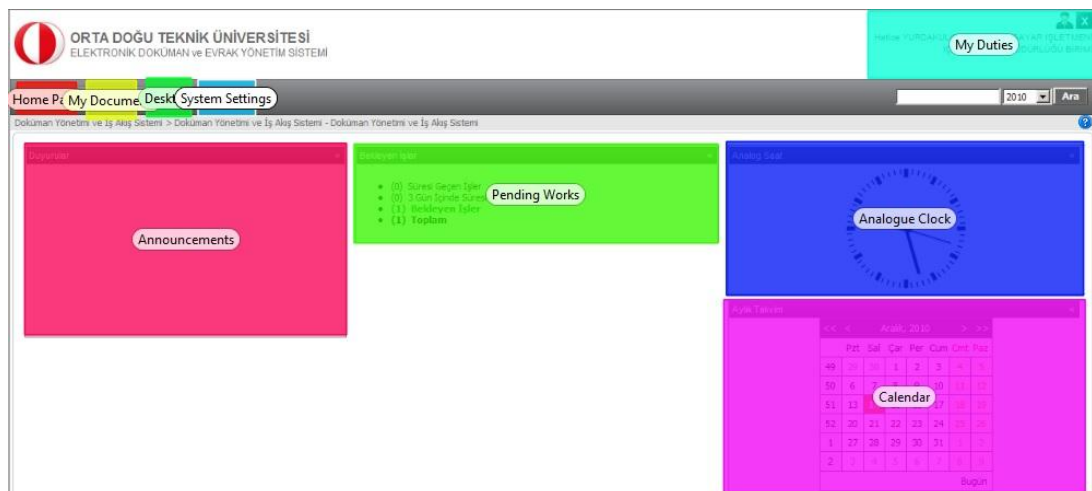 ORTA DOĞU TEKNİK ÜNİVERSİTESİ
ELEKTRONİK DOKÜMAN ve EVRAK YÖNETİM SİSTEMİ
My Duties
Home Pa
My Docume
Deskt
System Settings
2010
Ara
Doküman Yönetimi ve İş Akış Sistemi > Doküman Yönetimi ve İş Akış Sistemi - Doküman Yönetimi ve İş Akış Sistemi
Duyurular
Bekleyen İşler
Analog Saat
(0) Süresi Geçen İşler
(0) 3 Gün İçinde Süresi
(1) Bekleyen İşler
(1) Toplam
Pending Works
Announcements
Analogue Clock
Aylık Takvim
<< < Aralık, 2010 > >>
Pzt Sal Çar Per Cum Cmt Paz
49 29 30 1 2 3 4 5
50 6 7 8 9 10 11 12
51 13 17 18 19
Calendar
52 20 21 22 23 24 25 26
1 27 28 29 30 31 1 2
2 3 4 5 6 7 8 9
Bugün